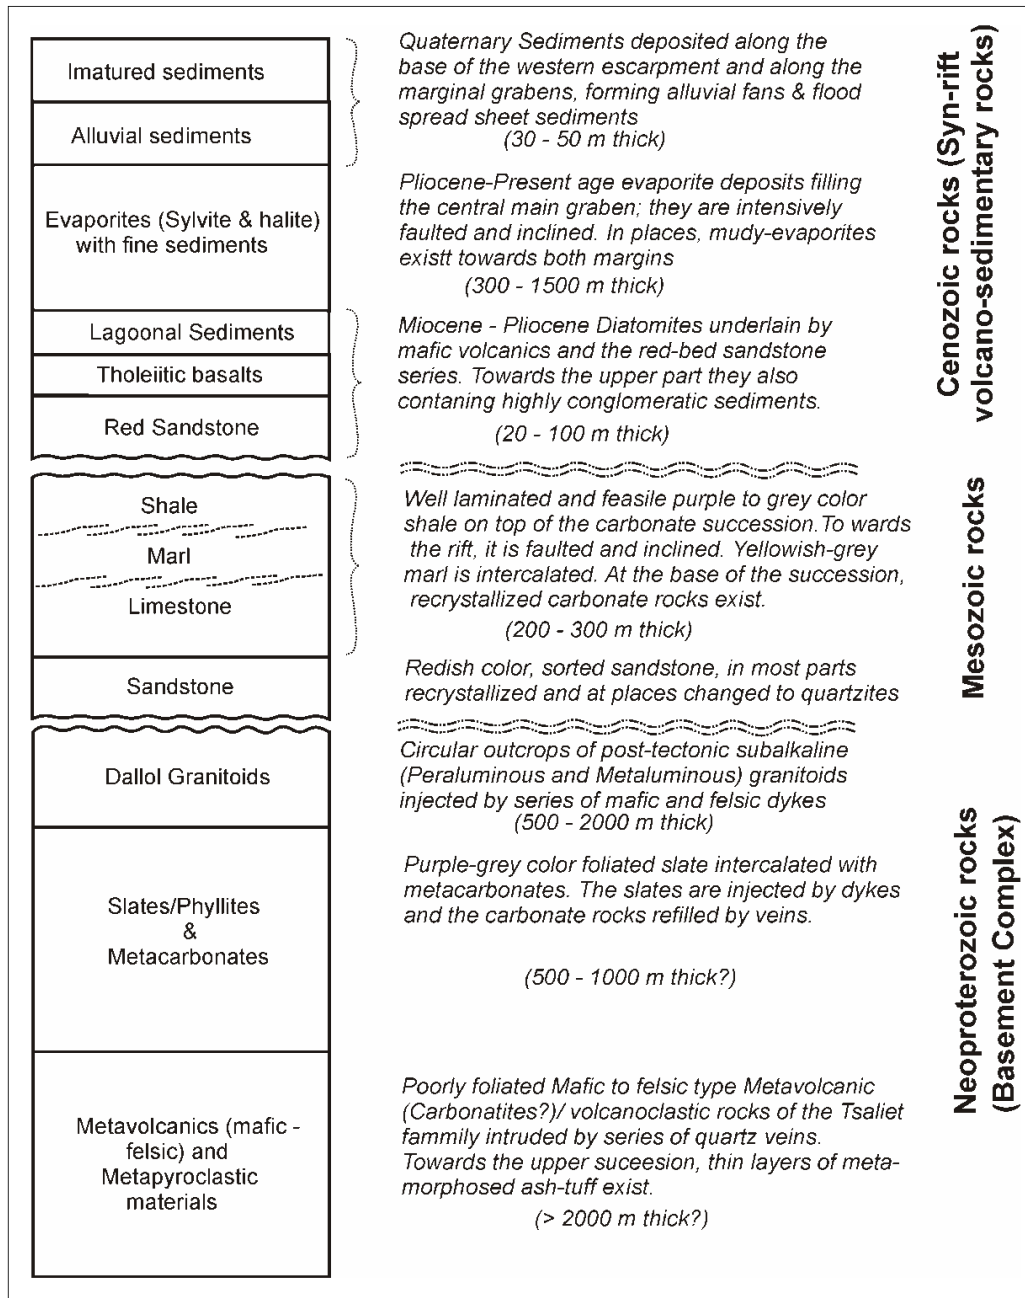 Imatured sediments
Alluvial sediments
Quaternary Sediments deposited along the
base of the western escarpment and along the
marginal grabens, forming alluvial fans & flood
spread sheet sediments
(30 - 50 m thick)
Evaporites (Sylvite & halite)
with fine sediments
Pliocene-Present age evaporite deposits filling
the central main graben; they are intensively
faulted and inclined. In places, mudy-evaporites
existt towards both margins
(300 - 1500 m thick)
Lagoonal Sediments
Tholeiitic basalts
Red Sandstone
Miocene - Pliocene Diatomites underlain by
mafic volcanics and the red-bed sandstone
series. Towards the upper part they also
contaning highly conglomeratic sediments.
(20 - 100 m thick)
Cenozoic rocks (Syn-rift
volcano-sedimentary rocks)
Shale
Marl
Limestone
Well laminated and feasile purple to grey color
shale on top of the carbonate succession. To wards
the rift, it is faulted and inclined. Yellowish-grey
marl is intercalated. At the base of the succession,
recrystallized carbonate rocks exist.
(200 - 300 m thick)
Sandstone
Redish color, sorted sandstone, in most parts
recrystallized and at places changed to quartzites
Mesozoic rocks
Dallol Granitoids
Circular outcrops of post-tectonic subalkaline
(Peraluminous and Metaluminous) granitoids
injected by series of mafic and felsic dykes
(500 - 2000 m thick)
Slates/Phyllites
&
Metacarbonates
Purple-grey color foliated slate intercalated with
metacarbonates. The slates are injected by dykes
and the carbonate rocks refilled by veins.
(500 - 1000 m thick?)
Metavolcanics (mafic -
felsic) and
Metapyroclastic
materials
Poorly foliated Mafic to felsic type Metavolcanic
(Carbonatites?)/ volcanoclastic rocks of the Tsaliet
fammily intruded by series of quartz veins.
Towards the upper suceesion, thin layers of meta-
morphosed ash-tuff exist.
(> 2000 m thick?)
Neoproterozoic rocks
(Basement Complex)